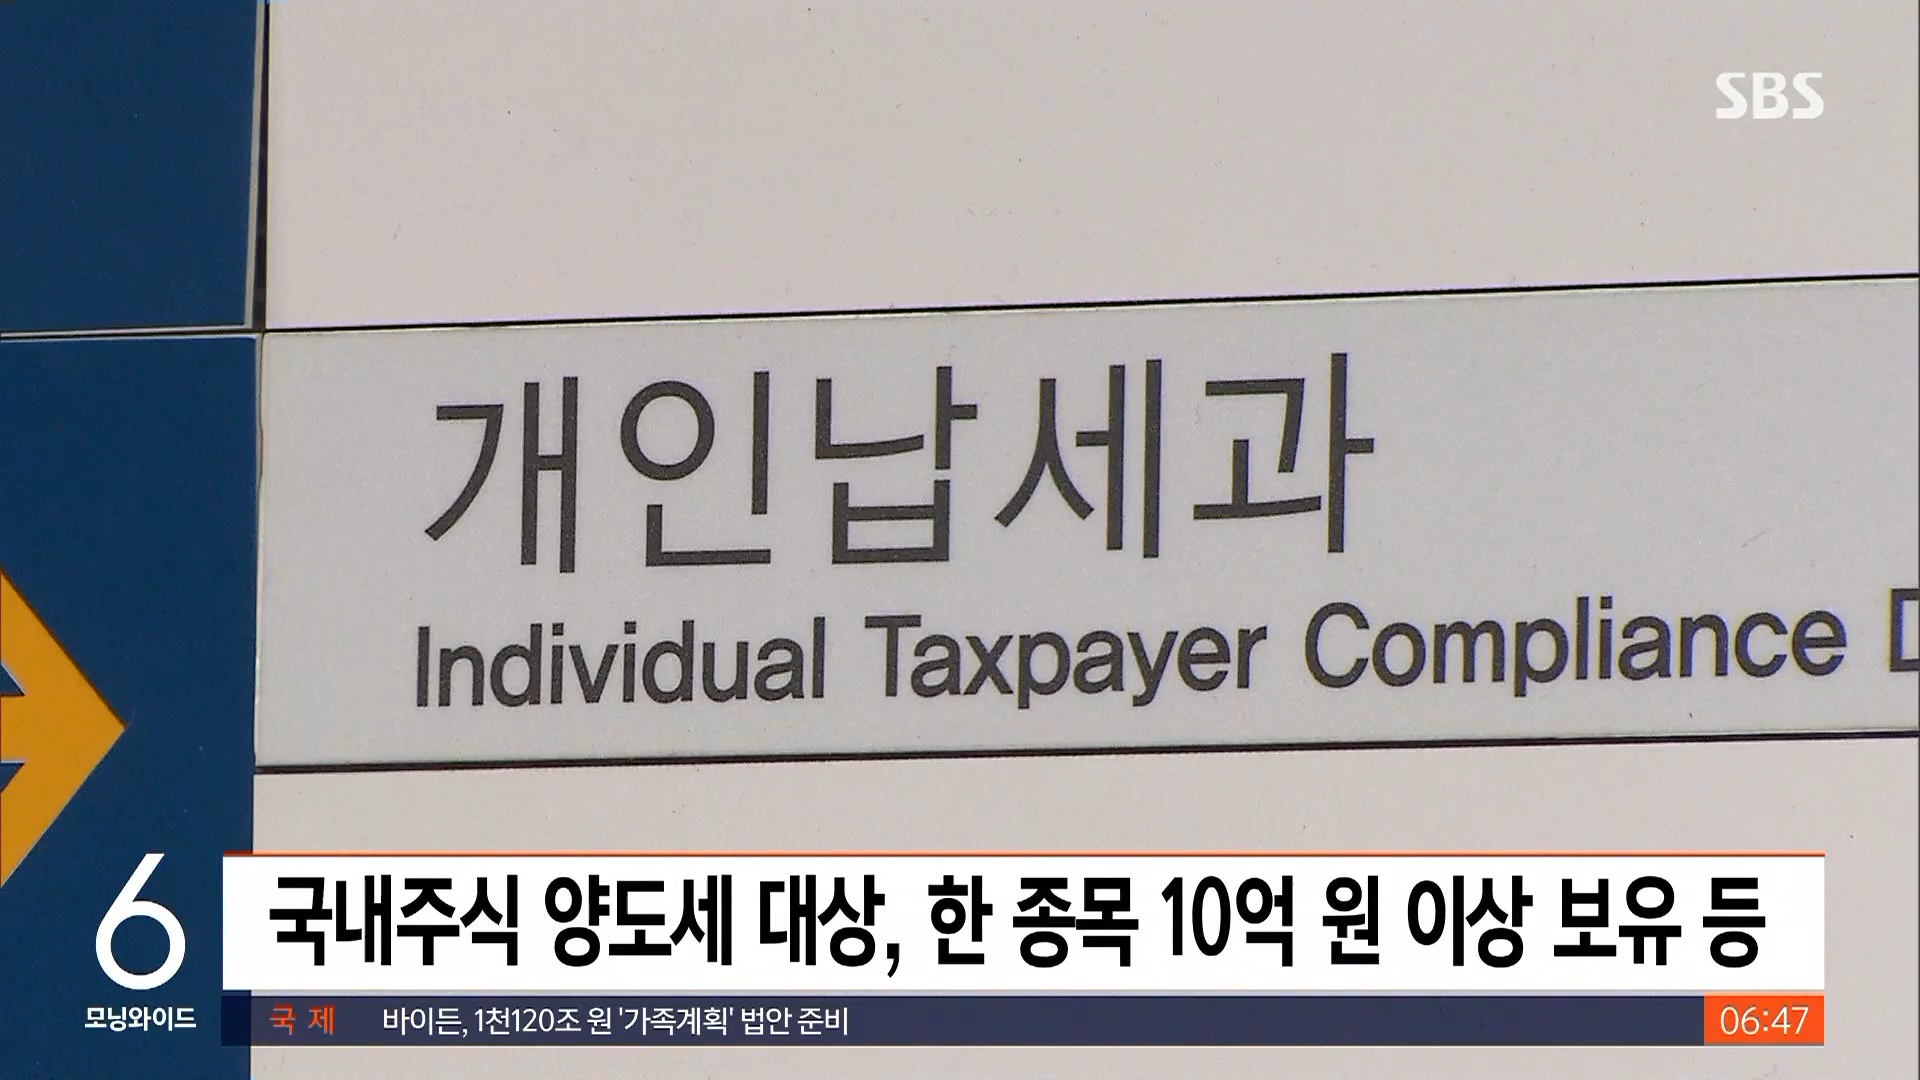 SBS
개인납세과
Individual Taxpayer Compliance
6 국내주식 양도세 대상, 한 종목 10억 원 이상 보유 등
모닝와이드 국제 바이든, 1천120조 원 '가족계획' 법안 준비 06:47